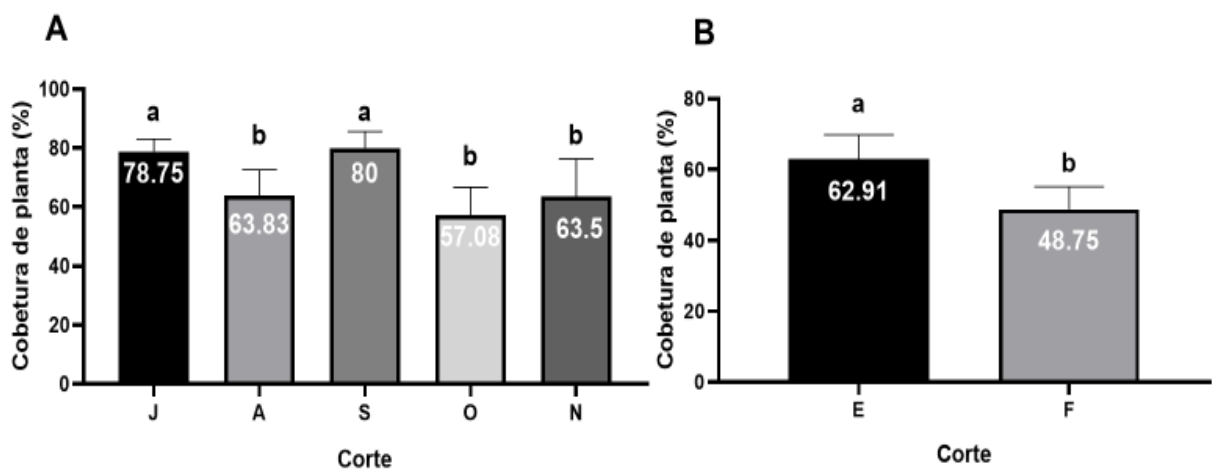 A
Cobetura de planta (%)
100
80
60
40
20
0
a
b
a
b
b
78.75
63.83
80
57.08
63.5
J A S O N
Corte
B
Cobetura de planta (%)
80
60
40
20
0
a
b
62.91
48.75
E F
Corte